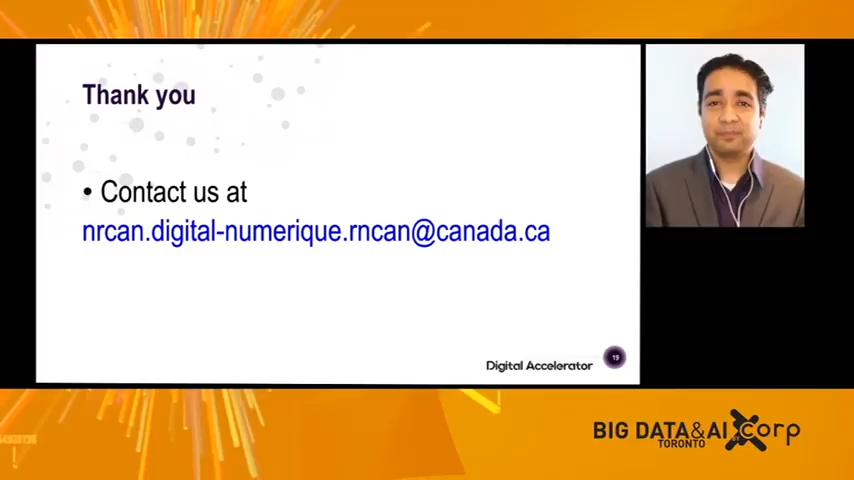 Thank you
• Contact us at
nrcan.digital-numerique.rncan@canada.ca
Digital Accelerator
19
BIG DATA&AI
TORONTO
BY
corp